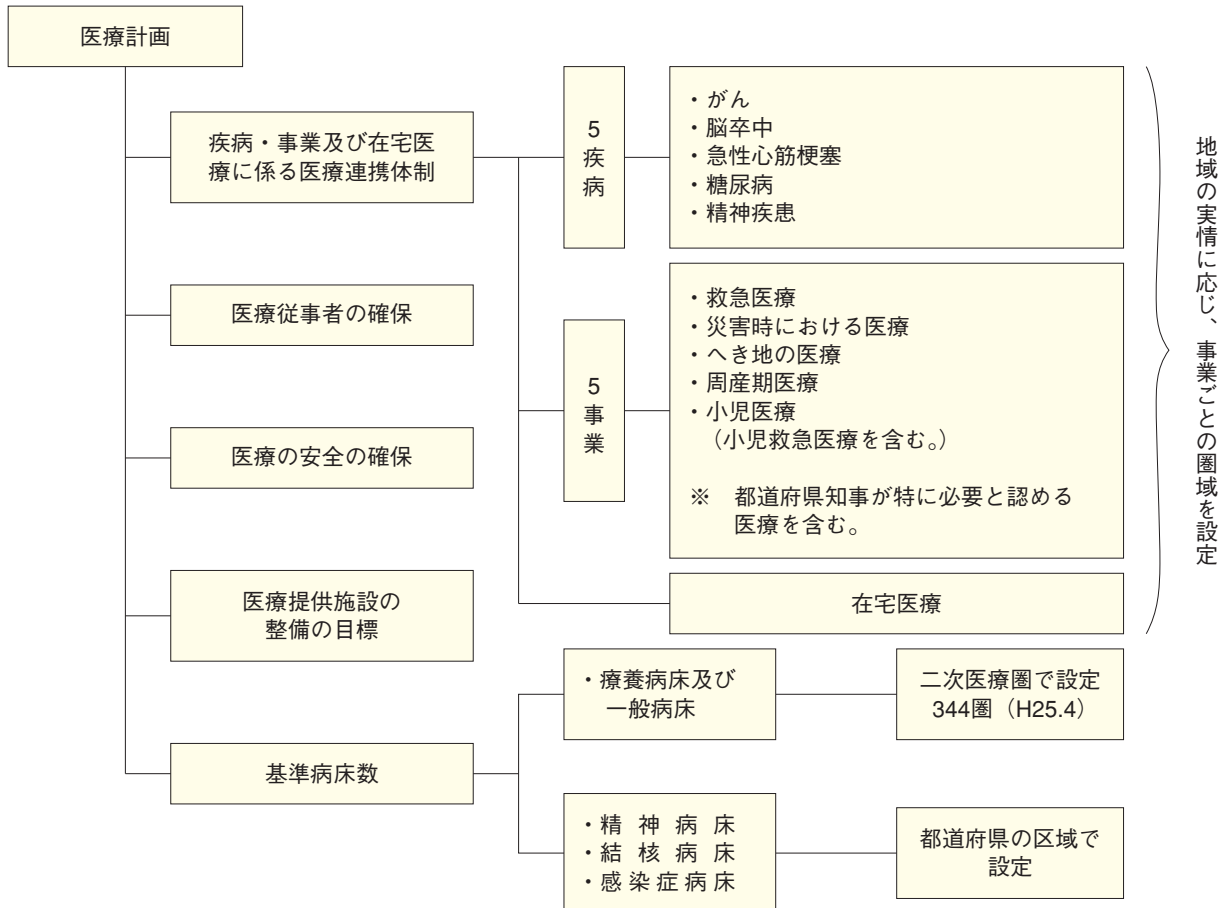 医療計画
疾病・事業及び在宅医
療に係る医療連携体制
5
疾
病
・がん
・脳卒中
・急性心筋梗塞
・糖尿病
・精神疾患
5
事
業
・救急医療
・災害時における医療
・へき地の医療
・周産期医療
・小児医療
（小児救急医療を含む。）
※　都道府県知事が特に必要と認める
医療を含む。
在宅医療
地域の実情に応じ、事業ごとの圏域を設定
医療従事者の確保
医療の安全の確保
医療提供施設の
整備の目標
基準病床数
・療養病床及び
一般病床
二次医療圏で設定
344圏（H25.4）
・精 神 病 床
・結 核 病 床
・感 染 症 病 床
都道府県の区域で
設定